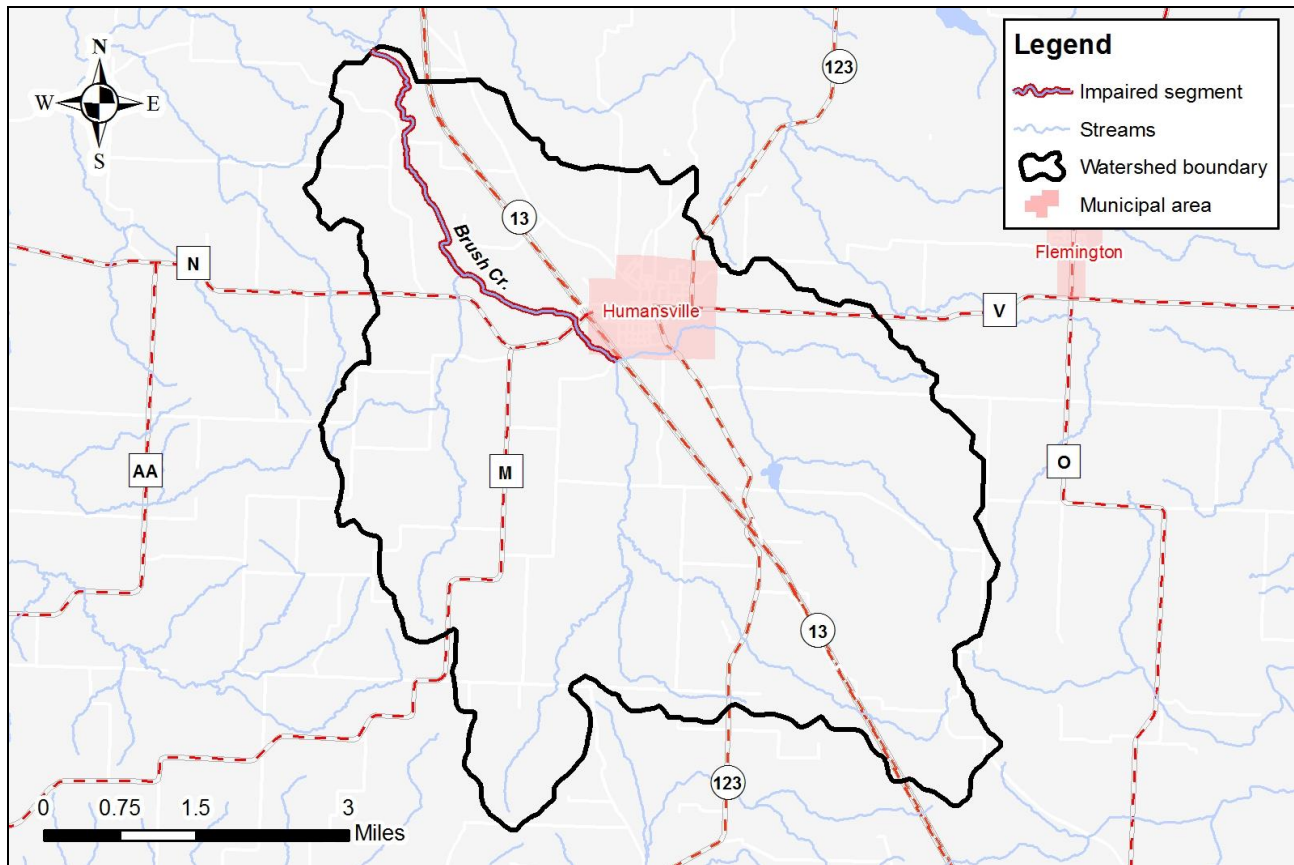 N
W E
S
123
Legend
Impaired segment
Streams
Watershed boundary
Municipal area
13
Brush Cr.
Flemington
N
V
Humansville
AA
M
O
13
123
0 0.75 1.5 3
Miles